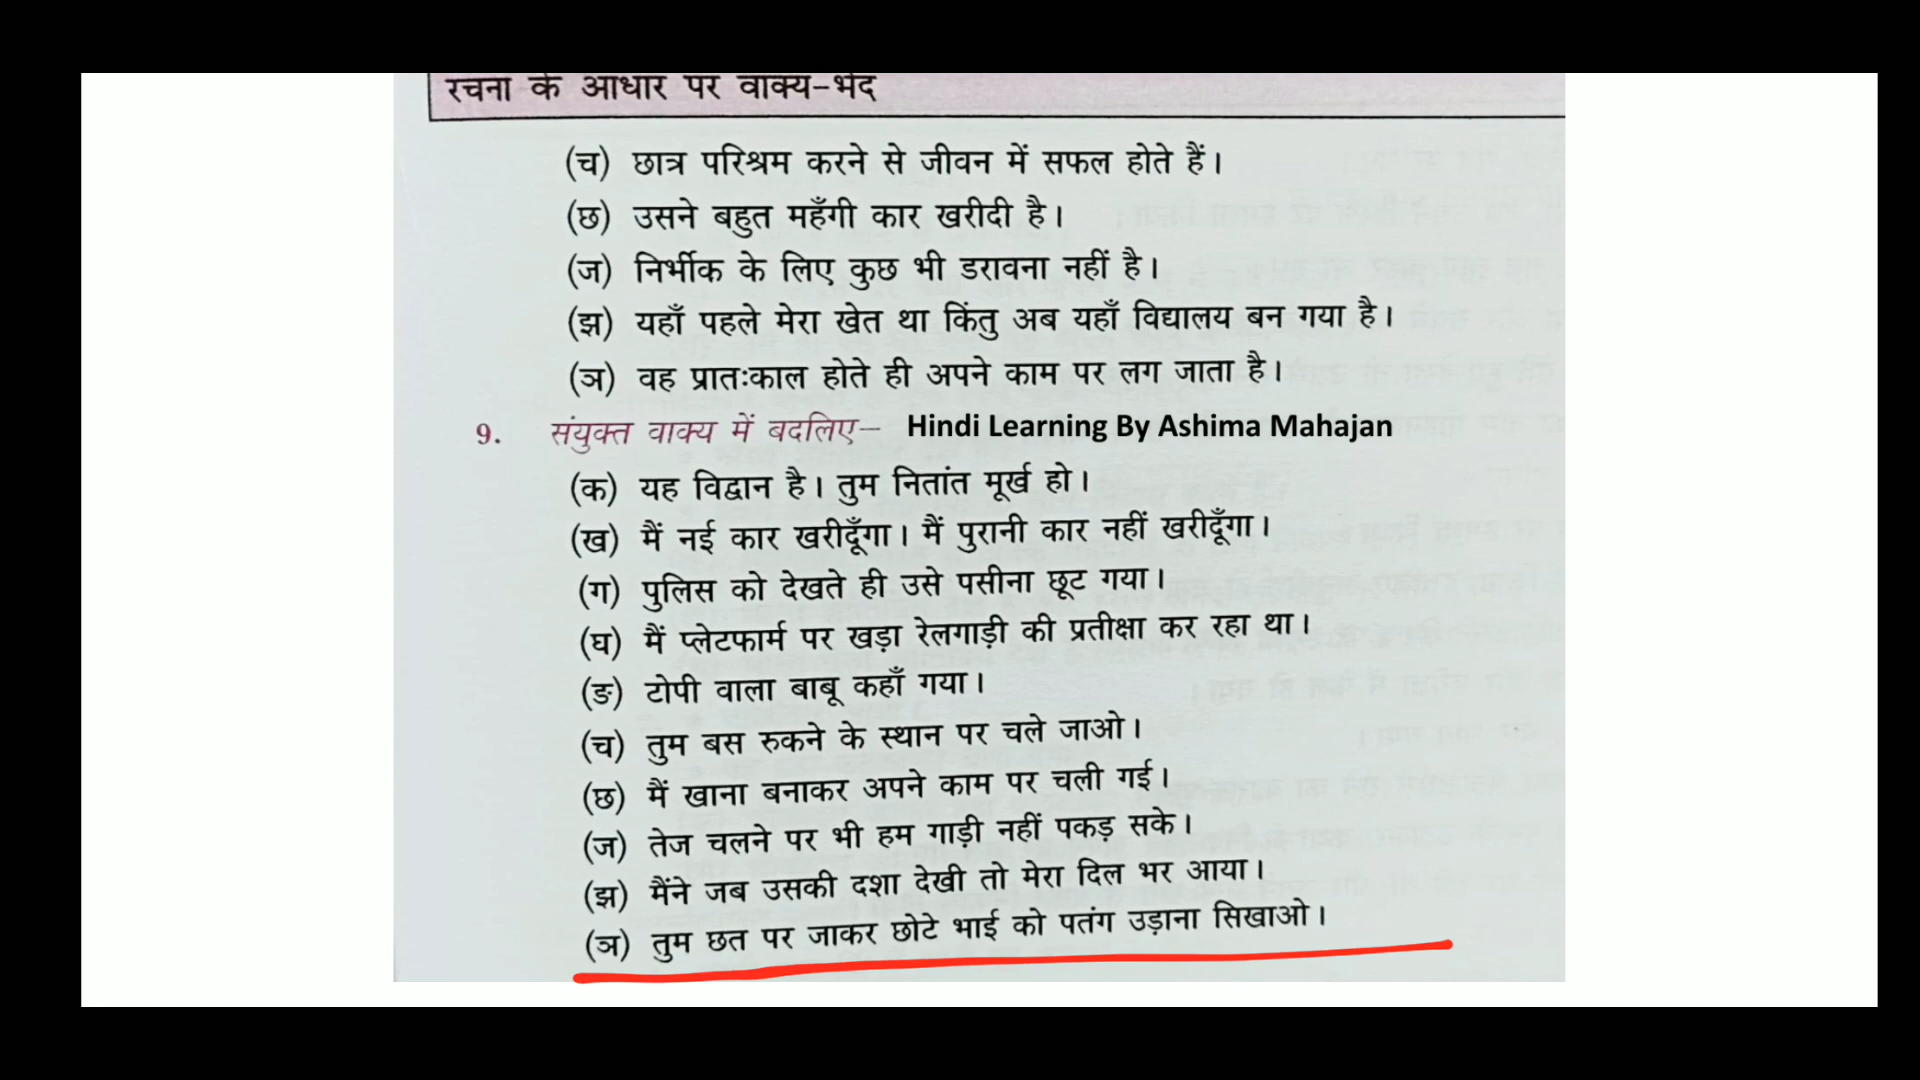 रचना के आधार पर वाक्य-भेद
(च) छात्र परिश्रम करने से जीवन में सफल होते हैं।
(छ) उसने बहुत महँगी कार खरीदी है।
(ज) निर्भीक के लिए कुछ भी डरावना नहीं है।
(झ) यहाँ पहले मेरा खेत था किंतु अब यहाँ विद्यालय बन गया है।
(ञ) वह प्रातःकाल होते ही अपने काम पर लग जाता है।
9. संयुक्त वाक्य में बदलिए– Hindi Learning By Ashima Mahajan
(क) यह विद्वान है। तुम नितांत मूर्ख हो।
(ख) मैं नई कार खरीदूँगा। मैं पुरानी कार नहीं खरीदूँगा।
(ग) पुलिस को देखते ही उसे पसीना छूट गया।
(घ) मैं प्लेटफार्म पर खड़ा रेलगाड़ी की प्रतीक्षा कर रहा था।
(ङ) टोपी वाला बाबू कहाँ गया।
(च) तुम बस रुकने के स्थान पर चले जाओ।
(छ) मैं खाना बनाकर अपने काम पर चली गई।
(ज) तेज चलने पर भी हम गाड़ी नहीं पकड़ सके।
(झ) मैंने जब उसकी दशा देखी तो मेरा दिल भर आया।
(ञ) तुम छत पर जाकर छोटे भाई को पतंग उड़ाना सिखाओ।